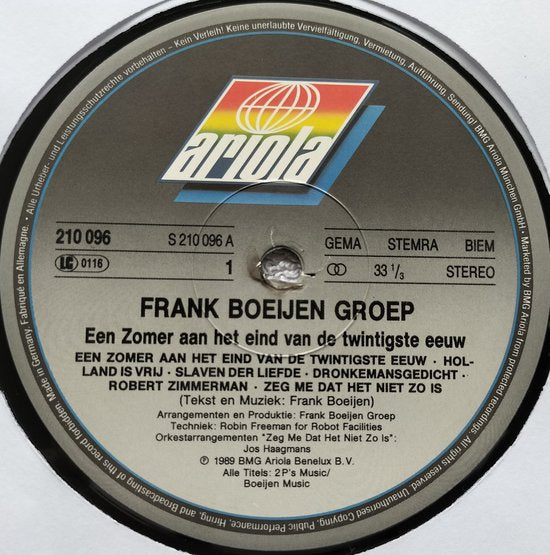 Alle Urheber- und Leistungsschutzrechte vorbehalten - Kein Verleih! Keine unerlaubte Vervielfältigung, Vermietung, Aufführung, Sendung! BMG Ariola München GmbH · Marketed by BMG Ariola from protected recordings. All rights reserved. Unauthorised Copying, Public Performance, Hiring, and Broadcasting of this record forbidden. Made in Germany. Fabriqué en Allemagne. ·
ariola
210 096
S 210 096 A
GEMA STEMRA BIEM
LC 0116
1
33 1/3
STEREO
FRANK BOEIJEN GROEP
Een Zomer aan het eind van de twintigste eeuw
EEN ZOMER AAN HET EIND VAN DE TWINTIGSTE EEUW · HOL-
LAND IS VRIJ · SLAVEN DER LIEFDE · DRONKEMANSGEDICHT ·
ROBERT ZIMMERMAN · ZEG ME DAT HET NIET ZO IS
(Tekst en Muziek: Frank Boeijen)
Arrangementen en Produktie: Frank Boeijen Groep
Techniek: Robin Freeman for Robot Facilities
Orkestarrangementen "Zeg Me Dat Het Niet Zo Is":
Jos Haagmans
℗ 1989 BMG Ariola Benelux B.V.
Alle Titels: 2P's Music/
Boeijen Music